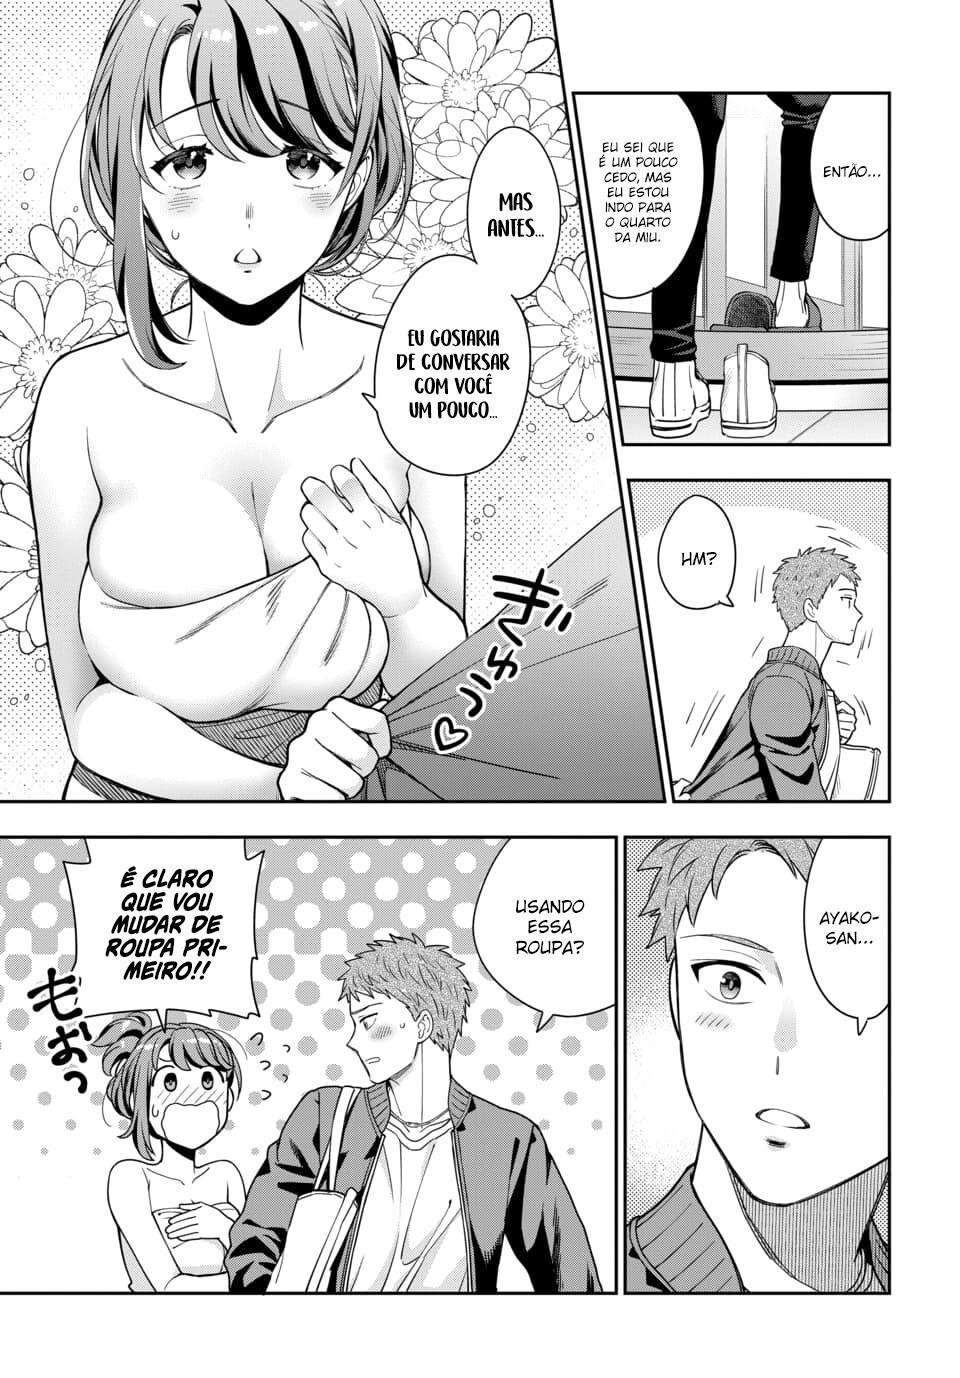 ENTÃO...
EU SEI QUE
É UM POUCO
CEDO, MAS
EU ESTOU
INDO PARA
O QUARTO
DA MIU.
HM?
MAS
ANTES...
EU GOSTARIA
DE CONVERSAR
COM VOCÊ
UM POUCO...
ぎゅっ♡
AYAKO-
SAN...
USANDO
ESSA
ROUPA?
É CLARO
QUE VOU
MUDAR DE
ROUPA PRI-
MEIRO!!
もおっ